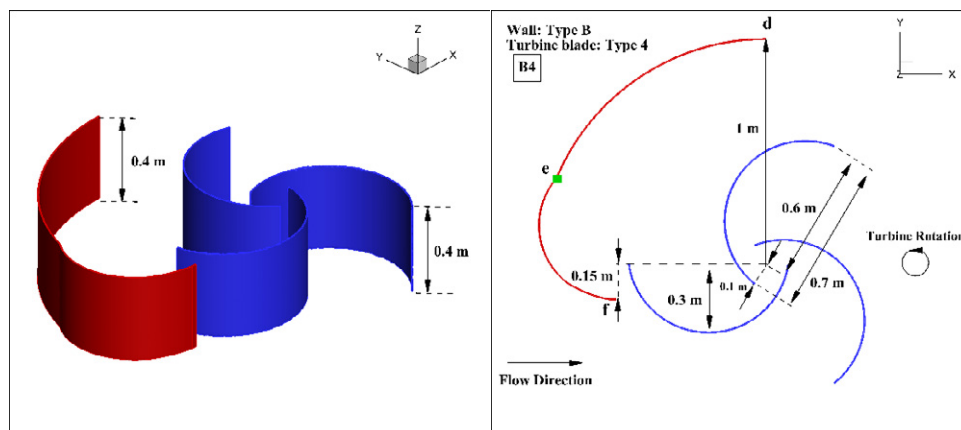 Z
Y
X
0.4 m
0.4 m
Wall: Type B
Turbine blade: Type 4
B4
d
Y
Z
X
1 m
e
0.6 m
Turbine Rotation
0.15 m
0.3 m
0.1 m
0.7 m
f
Flow Direction